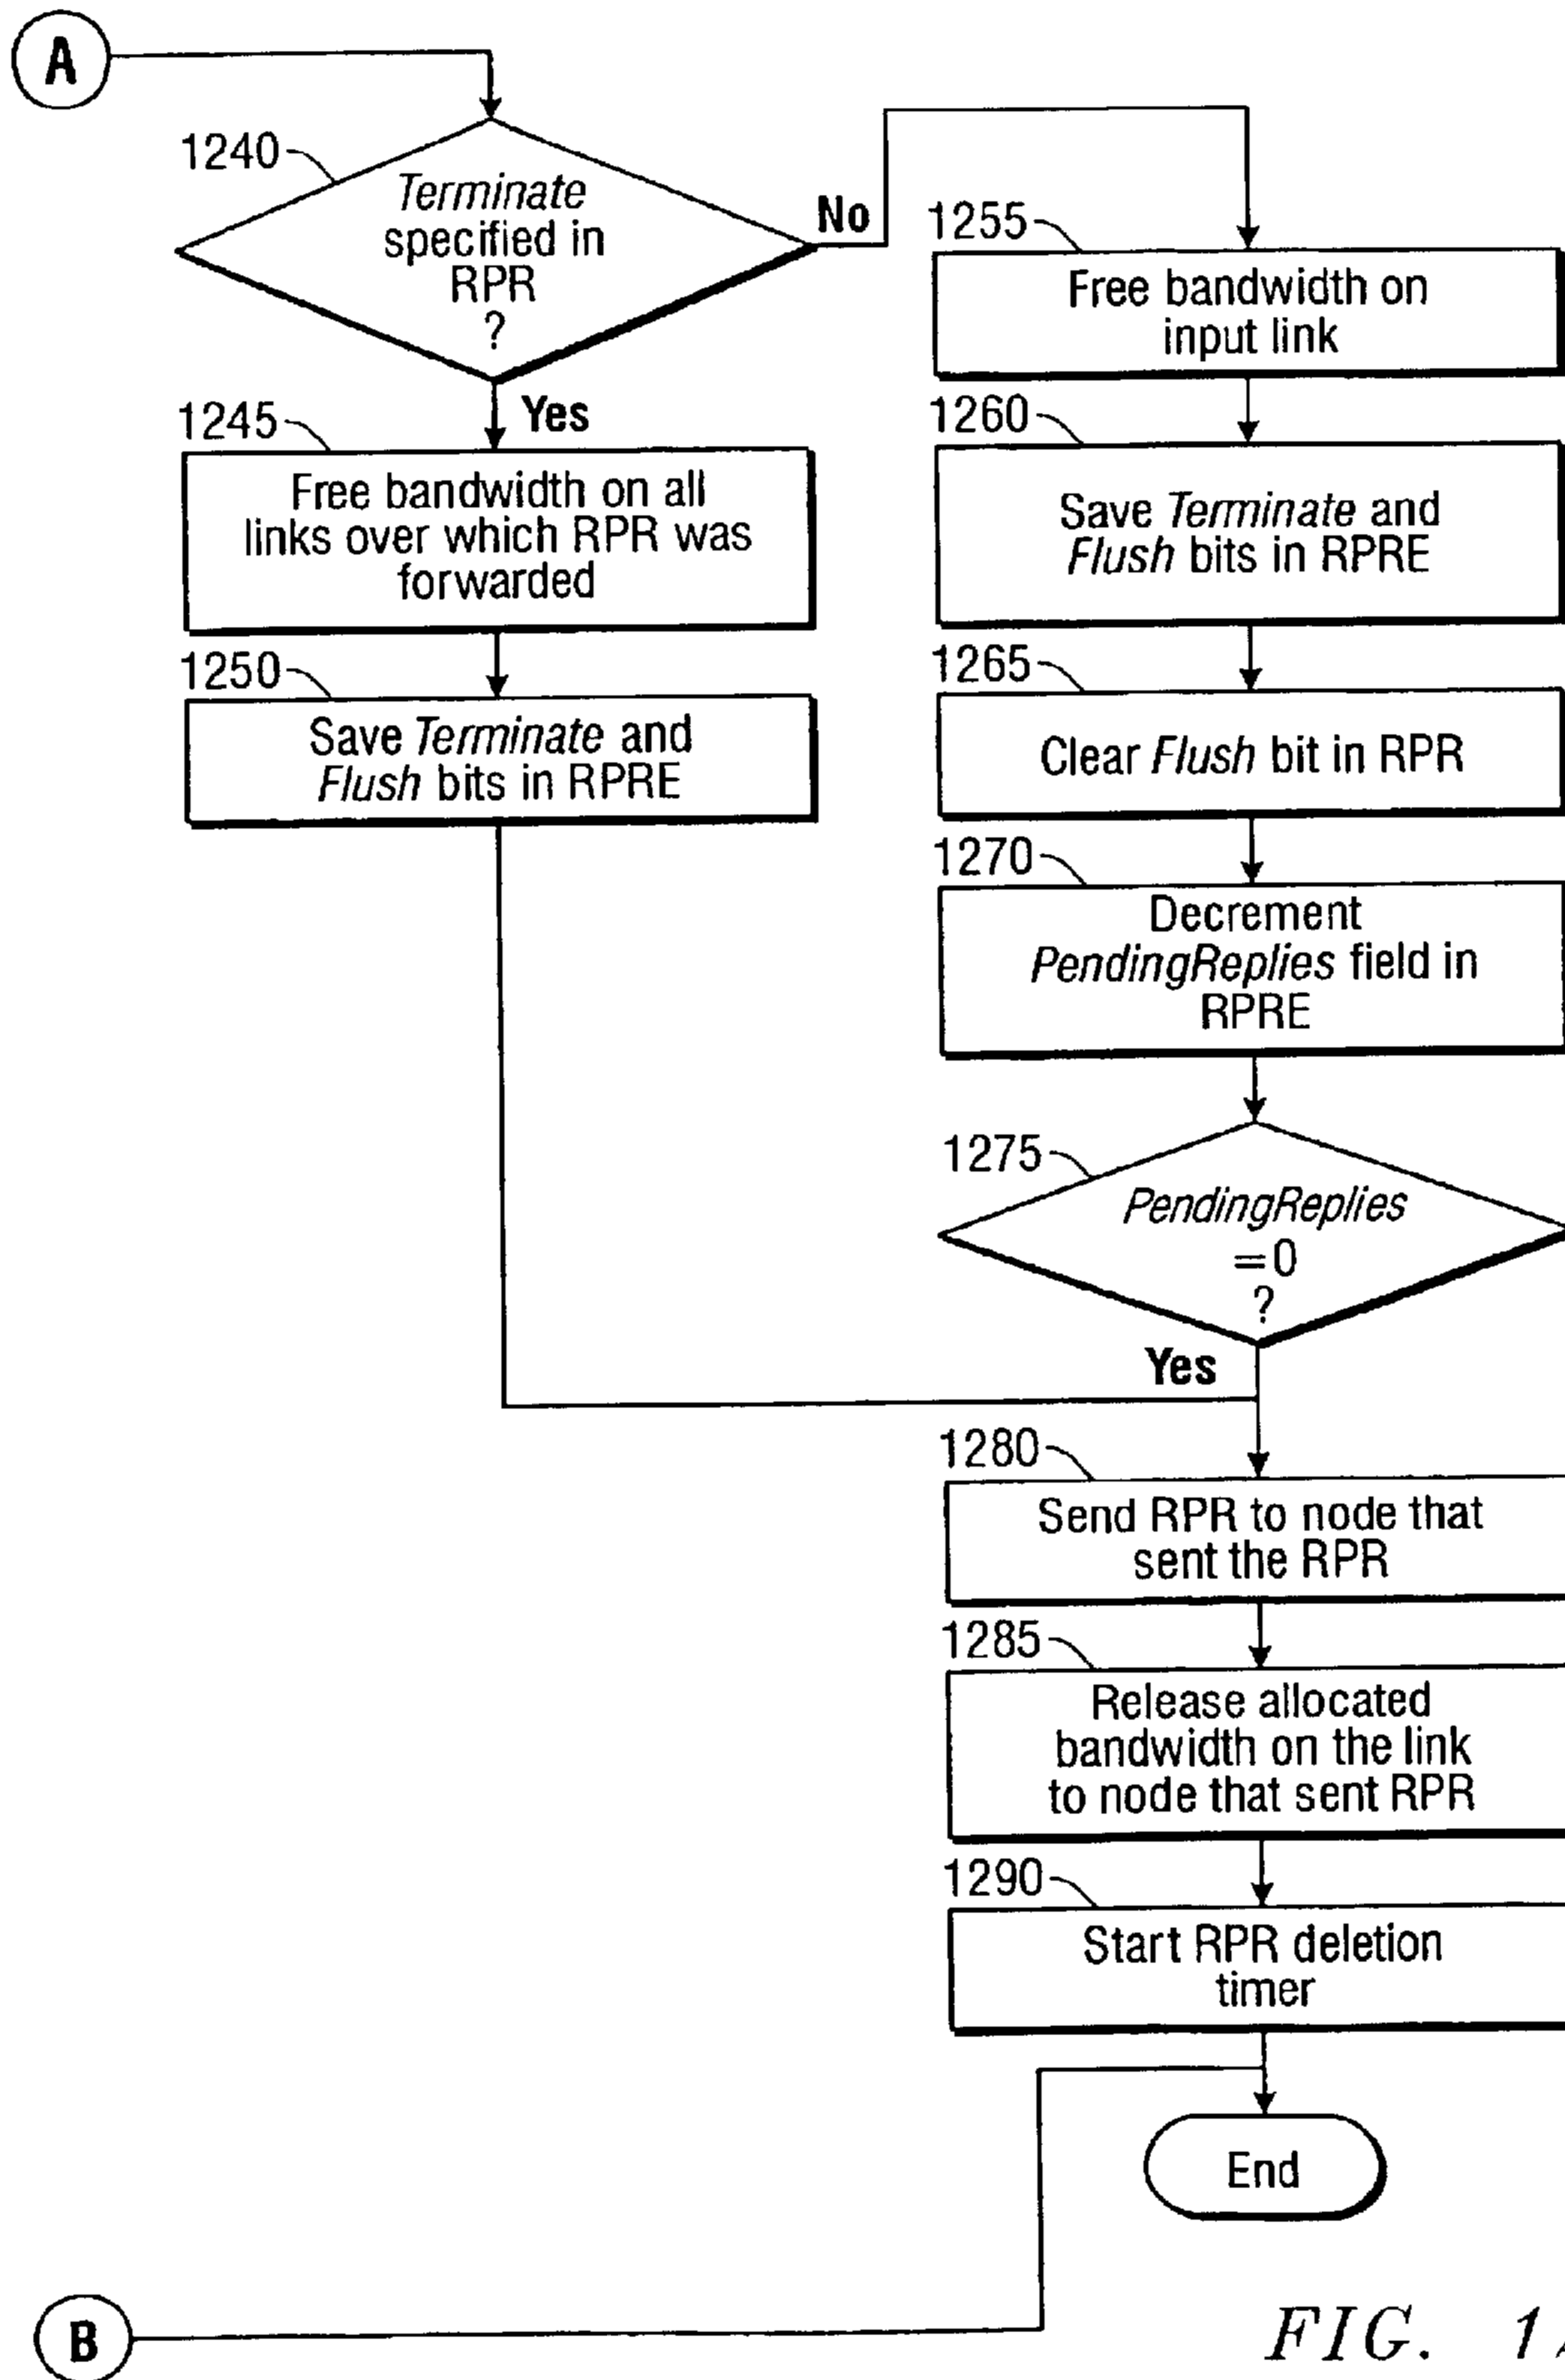 A
1240
Terminate
specified in
RPR
?
No
Yes
1245
Free bandwidth on all
links over which RPR was
forwarded
1250
Save Terminate and
Flush bits in RPRE
1255
Free bandwidth on
input link
1260
Save Terminate and
Flush bits in RPRE
1265
Clear Flush bit in RPR
1270
Decrement
PendingReplies field in
RPRE
1275
PendingReplies
=0
?
Yes
1280
Send RPR to node that
sent the RPR
1285
Release allocated
bandwidth on the link
to node that sent RPR
1290
Start RPR deletion
timer
End
B
FIG. 1